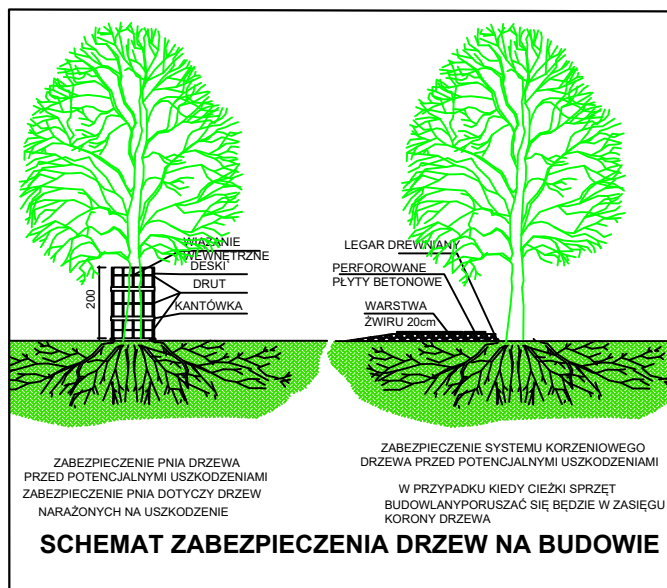 WIĄZANIE
WEWNĘTRZNE
DESKI
DRUT
KANTÓWKA
200
LEGAR DREWNIANY
PERFOROWANE
PŁYTY BETONOWE
WARSTWA
ŻWIRU 20cm
ZABEZPIECZENIE PNIA DRZEWA
PRZED POTENCJALNYMI USZKODZENIAMI
ZABEZPIECZENIE PNIA DOTYCZY DRZEW
NARAŻONYCH NA USZKODZENIE
ZABEZPIECZENIE SYSTEMU KORZENIOWEGO
DRZEWA PRZED POTENCJALNYMI USZKODZENIAMI
W PRZYPADKU KIEDY CIEŻKI SPRZĘT
BUDOWLANYPORUSZAĆ SIĘ BĘDZIE W ZASIĘGU
KORONY DRZEWA
SCHEMAT ZABEZPIECZENIA DRZEW NA BUDOWIE